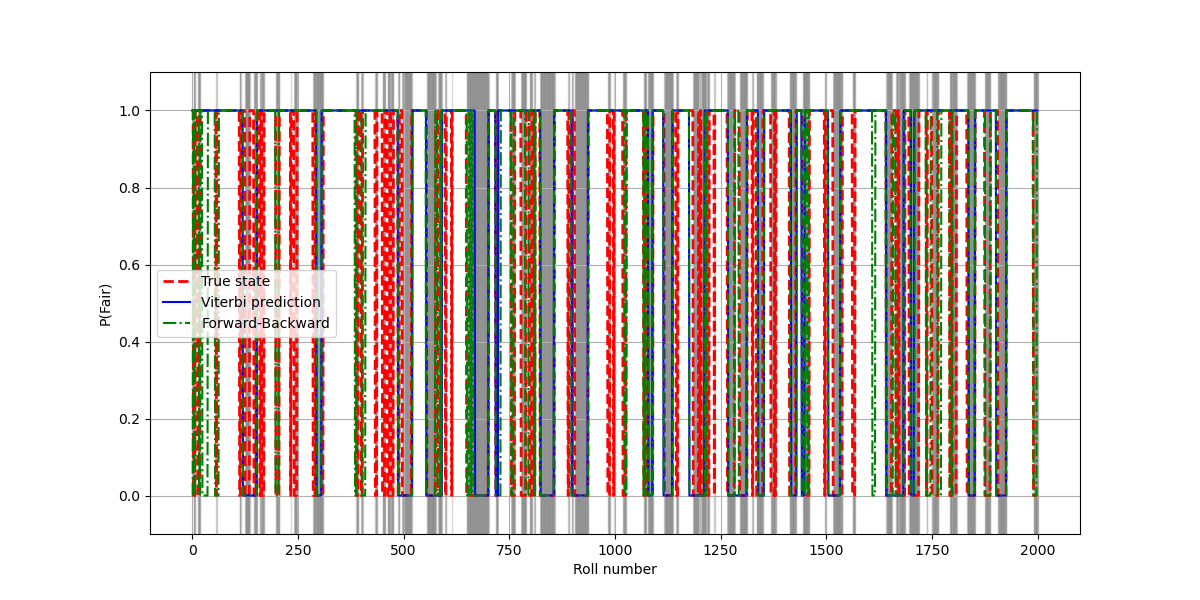 1.0
0.8
0.6
0.4
0.2
0.0
P(Fair)
True state
Viterbi prediction
Forward-Backward
0 250 500 750 1000 1250 1500 1750 2000
Roll number